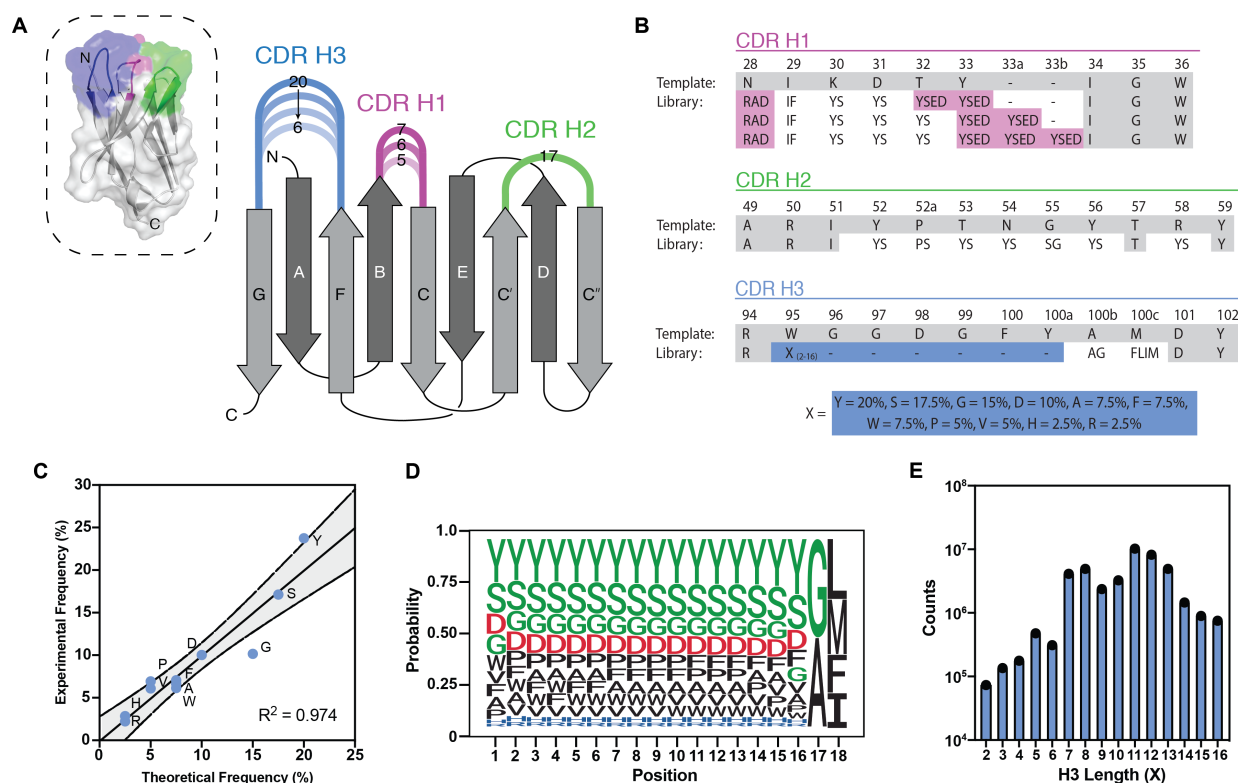 A
N
C
CDR H3
20
6
CDR H1
7
6
5
CDR H2
17
N
G
A
F
B
C
E
C'
D
C''
C
B
CDR H1
28 29 30 31 32 33 33a 33b 34 35 36
Template: N I K D T Y - - I G W
Library: RAD IF YS YS YSED YSED - - I G W
RAD IF YS YS YS YSED YSED - I G W
RAD IF YS YS YS YSED YSED YSED I G W
CDR H2
49 50 51 52 52a 53 54 55 56 57 58 59
Template: A R I Y P T N G Y T R Y
Library: A R I YS PS YS YS SG YS T YS Y
CDR H3
94 95 96 97 98 99 100 100a 100b 100c 101 102
Template: R W G G D G F Y A M D Y
Library: R X (2-16) - - - - - - AG FLIM D Y
X = Y = 20%, S = 17.5%, G = 15%, D = 10%, A = 7.5%, F = 7.5%,
W = 7.5%, P = 5%, V = 5%, H = 2.5%, R = 2.5%
C
Experimental Frequency (%)
30
25
20
15
10
5
0
Y
S
G
D
P
V
F
A
W
H
R
R² = 0.974
0 5 10 15 20 25
Theoretical Frequency (%)
D
Probability
1.0
0.75
0.50
0.25
0
1 2 3 4 5 6 7 8 9 10 11 12 13 14 15 16 17 18
Position
E
Counts
10⁸
10⁷
10⁶
10⁵
10⁴
2 3 4 5 6 7 8 9 10 11 12 13 14 15 16
H3 Length (X)